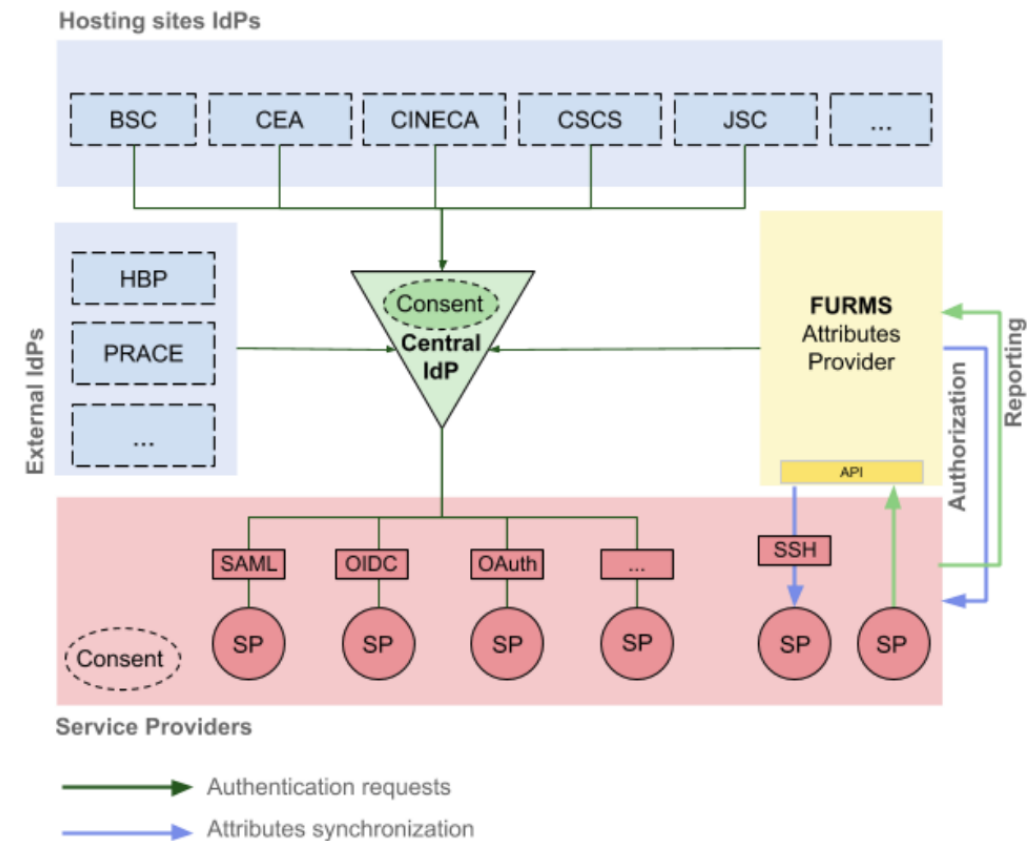 Hosting sites IdPs
BSC
CEA
CINECA
CSCS
JSC
...
External IdPs
HBP
PRACE
...
Consent
Central
IdP
FURMS
Attributes
Provider
API
Authorization
Reporting
SAML
OIDC
OAuth
...
SSH
SP
SP
SP
SP
SP
SP
Consent
Service Providers
Authentication requests
Attributes synchronization